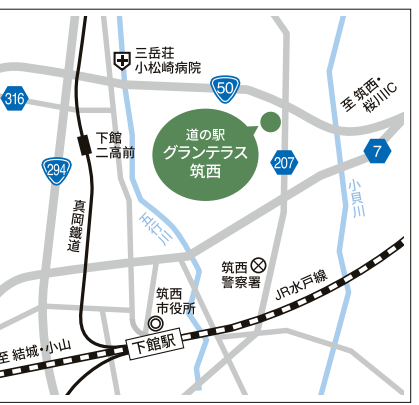 三岳荘
小松崎病院
50
至 筑西・
桜川IC
316
道の駅
グランテラス
筑西
7
下館
二高前
207
294
小貝川
真岡鐵道
五行川
筑西
警察署
JR水戸線
筑西
市役所
下館駅
至 結城・小山